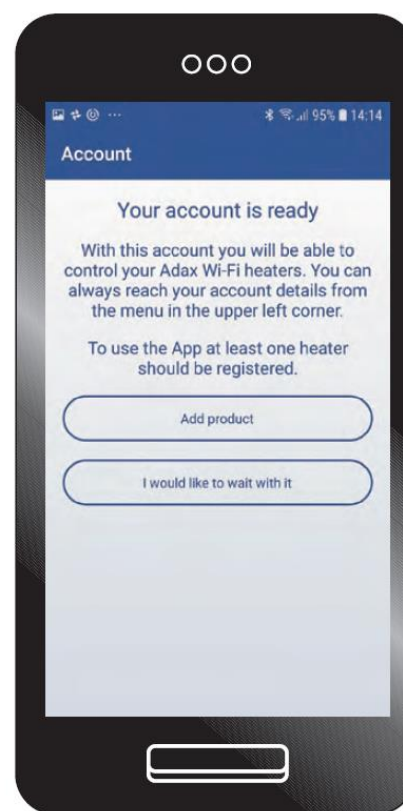 95% 14:14
Account
Your account is ready
With this account you will be able to
control your Adax Wi-Fi heaters. You can
always reach your account details from
the menu in the upper left corner.
To use the App at least one heater
should be registered.
Add product
I would like to wait with it